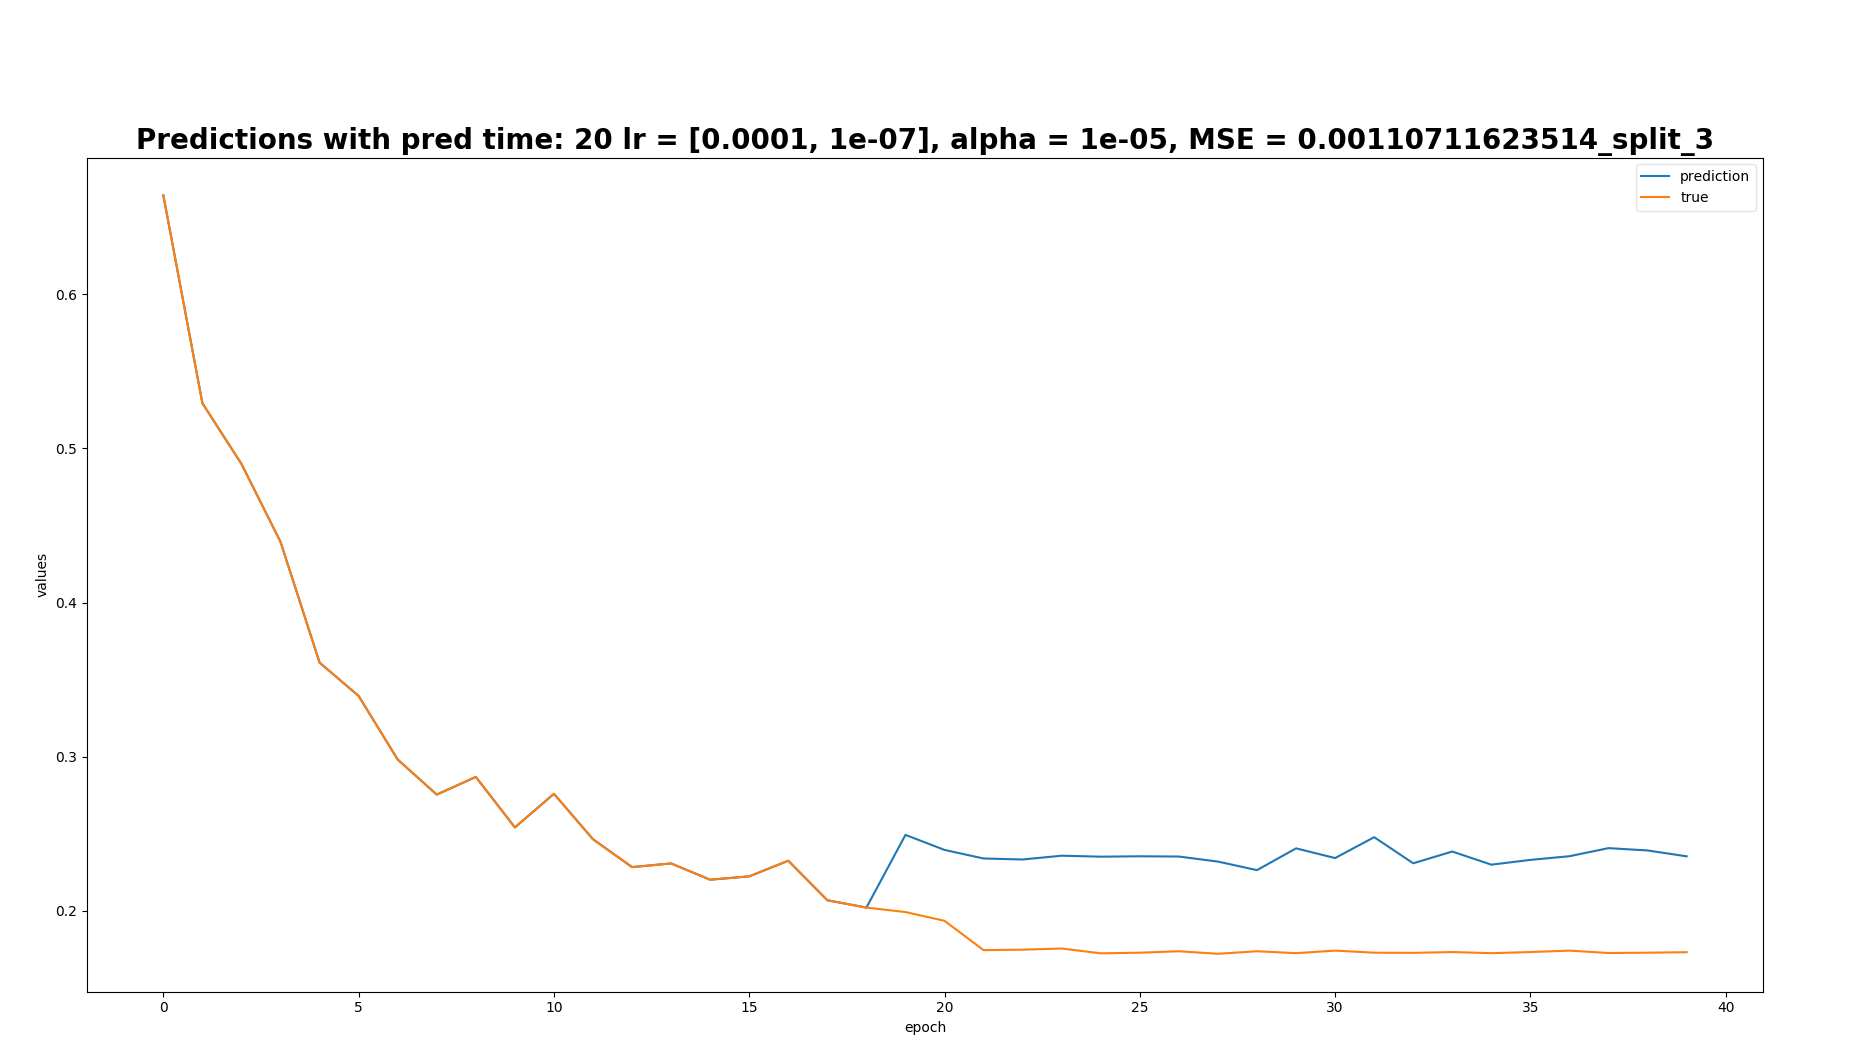 Predictions with pred time: 20 lr = [0.0001, 1e-07], alpha = 1e-05, MSE = 0.00110711623514_split_3
prediction
true
values
0.6
0.5
0.4
0.3
0.2
0 5 10 15 20 25 30 35 40
epoch